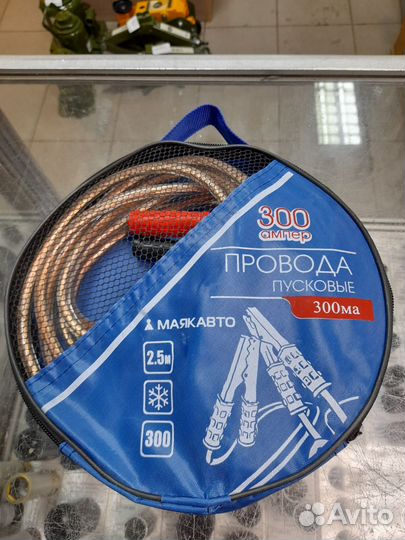 300
ампер
ПРОВОДА
ПУСКОВЫЕ
300ма
МАЯКАВТО
2.5м
300
Avito